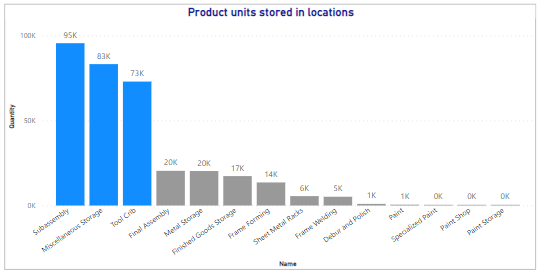 Product units stored in locations
Quantity
100K
50K
0K
95K
83K
73K
20K
20K
17K
14K
6K
5K
1K
1K
0K
0K
0K
Subassembly
Miscellaneous Storage
Tool Crib
Final Assembly
Metal Storage
Finished Goods Storage
Frame Forming
Sheet Metal Racks
Frame Welding
Debur and Polish
Paint
Specialized Paint
Paint Shop
Paint Storage
Name